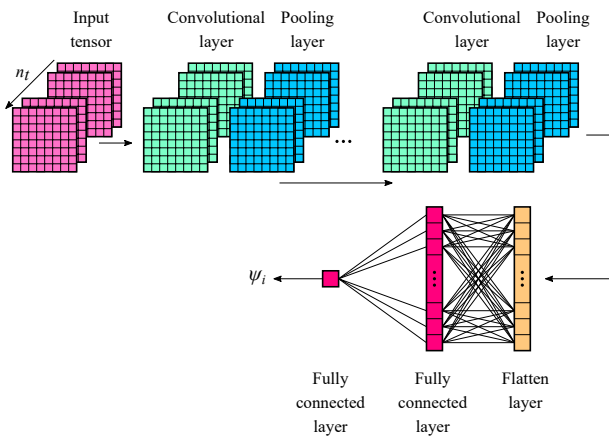 Input
tensor
Convolutional
layer
Pooling
layer
Convolutional
layer
Pooling
layer
n_t
...
ψ_i
Fully
connected
layer
Fully
connected
layer
Flatten
layer